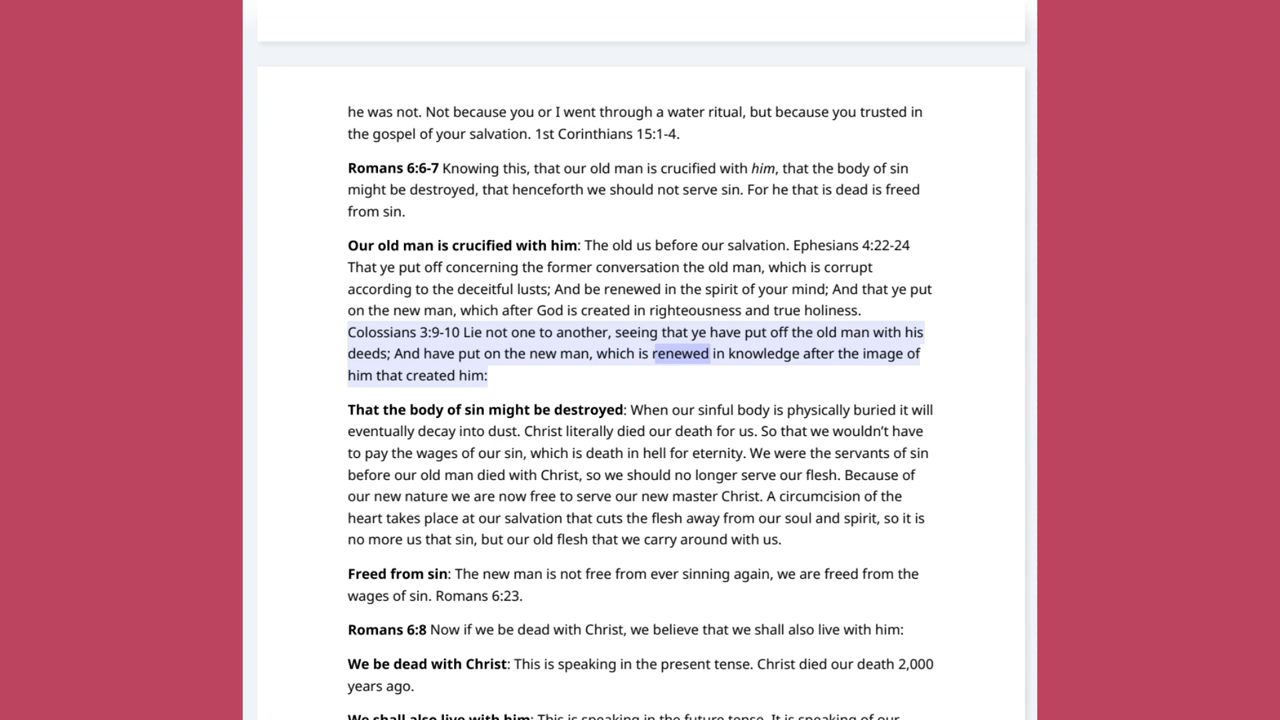 he was not. Not because you or I went through a water ritual, but because you trusted in
the gospel of your salvation. 1st Corinthians 15:1-4.
Romans 6:6-7 Knowing this, that our old man is crucified with him, that the body of sin
might be destroyed, that henceforth we should not serve sin. For he that is dead is freed
from sin.
Our old man is crucified with him: The old us before our salvation. Ephesians 4:22-24
That ye put off concerning the former conversation the old man, which is corrupt
according to the deceitful lusts; And be renewed in the spirit of your mind; And that ye put
on the new man, which after God is created in righteousness and true holiness.
Colossians 3:9-10 Lie not one to another, seeing that ye have put off the old man with his
deeds; And have put on the new man, which is renewed in knowledge after the image of
him that created him:
That the body of sin might be destroyed: When our sinful body is physically buried it will
eventually decay into dust. Christ literally died our death for us. So that we wouldn’t have
to pay the wages of our sin, which is death in hell for eternity. We were the servants of sin
before our old man died with Christ, so we should no longer serve our flesh. Because of
our new nature we are now free to serve our new master Christ. A circumcision of the
heart takes place at our salvation that cuts the flesh away from our soul and spirit, so it is
no more us that sin, but our old flesh that we carry around with us.
Freed from sin: The new man is not free from ever sinning again, we are freed from the
wages of sin. Romans 6:23.
Romans 6:8 Now if we be dead with Christ, we believe that we shall also live with him:
We be dead with Christ: This is speaking in the present tense. Christ died our death 2,000
years ago.
We shall also live with him: This is speaking in the future tense. It is speaking of our